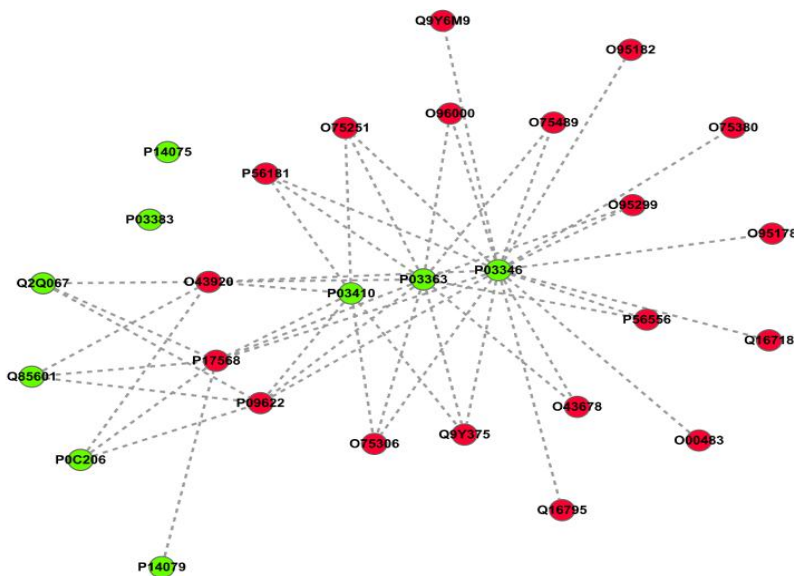 Q9Y6M9
O95182
O96000
O75489
O75251
O75380
P14075
P56181
O95299
P03383
O95178
P03346
P03363
Q2Q067
O43920
P03410
P56556
Q16718
P17568
Q85601
P09622
O43678
Q9Y375
O75306
O00483
P0C206
Q16795
P14079